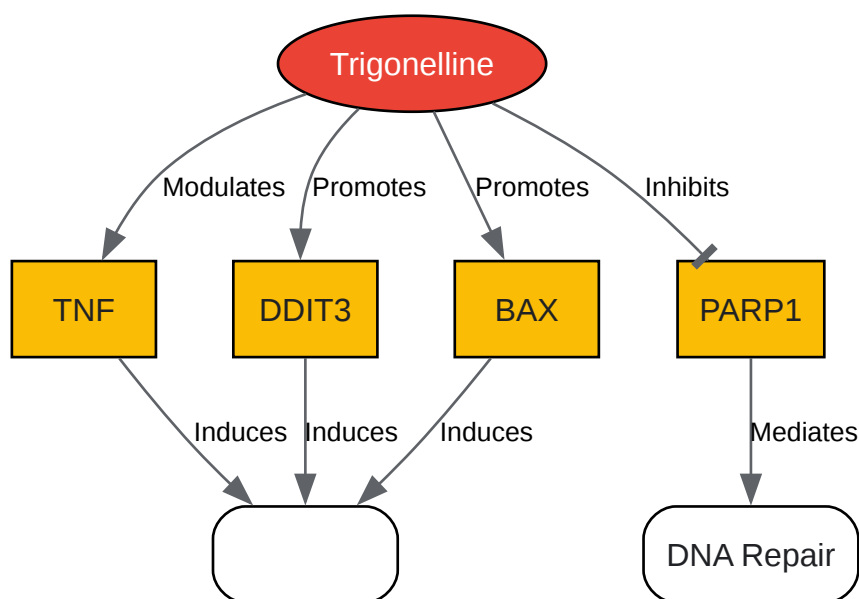 Trigonelline
Modulates
Promotes
Promotes
Inhibits
TNF
DDIT3
BAX
PARP1
Induces
Induces
Induces
Mediates
DNA Repair